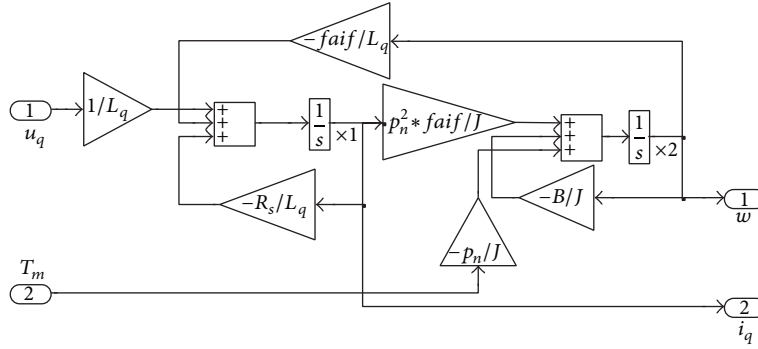 −faif/L_q
1
u_q
1/L_q
+
+
+
1/s
×1
p_n^2 * faif/J
+
+
+
1/s
×2
−R_s/L_q
−B/J
1
w
−p_n/J
T_m
2
2
i_q